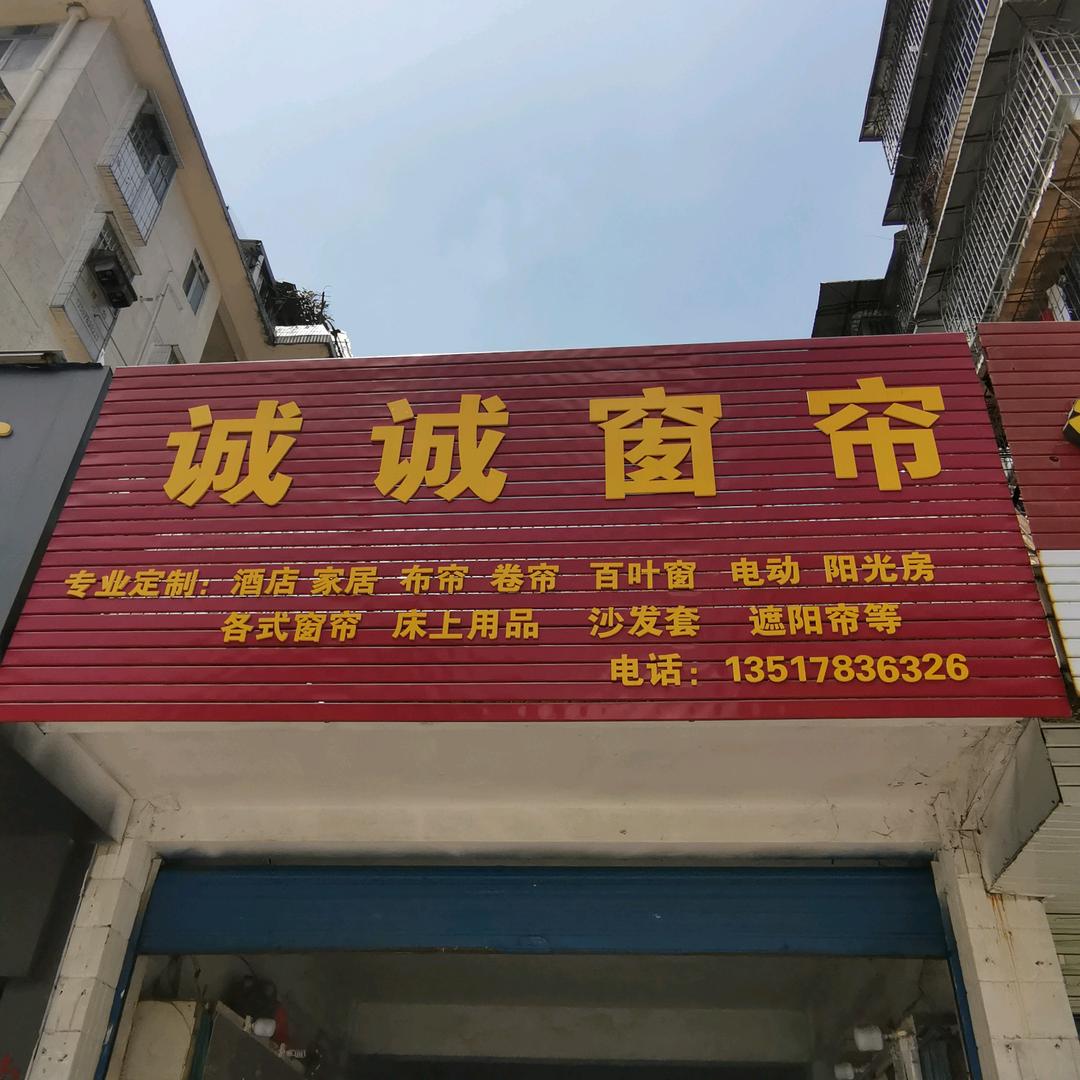 诚诚窗帘
专业定制：酒店 家居 布帘 卷帘 百叶窗 电动 阳光房
各式窗帘 床上用品 沙发套 遮阳帘等
电话：13517836326